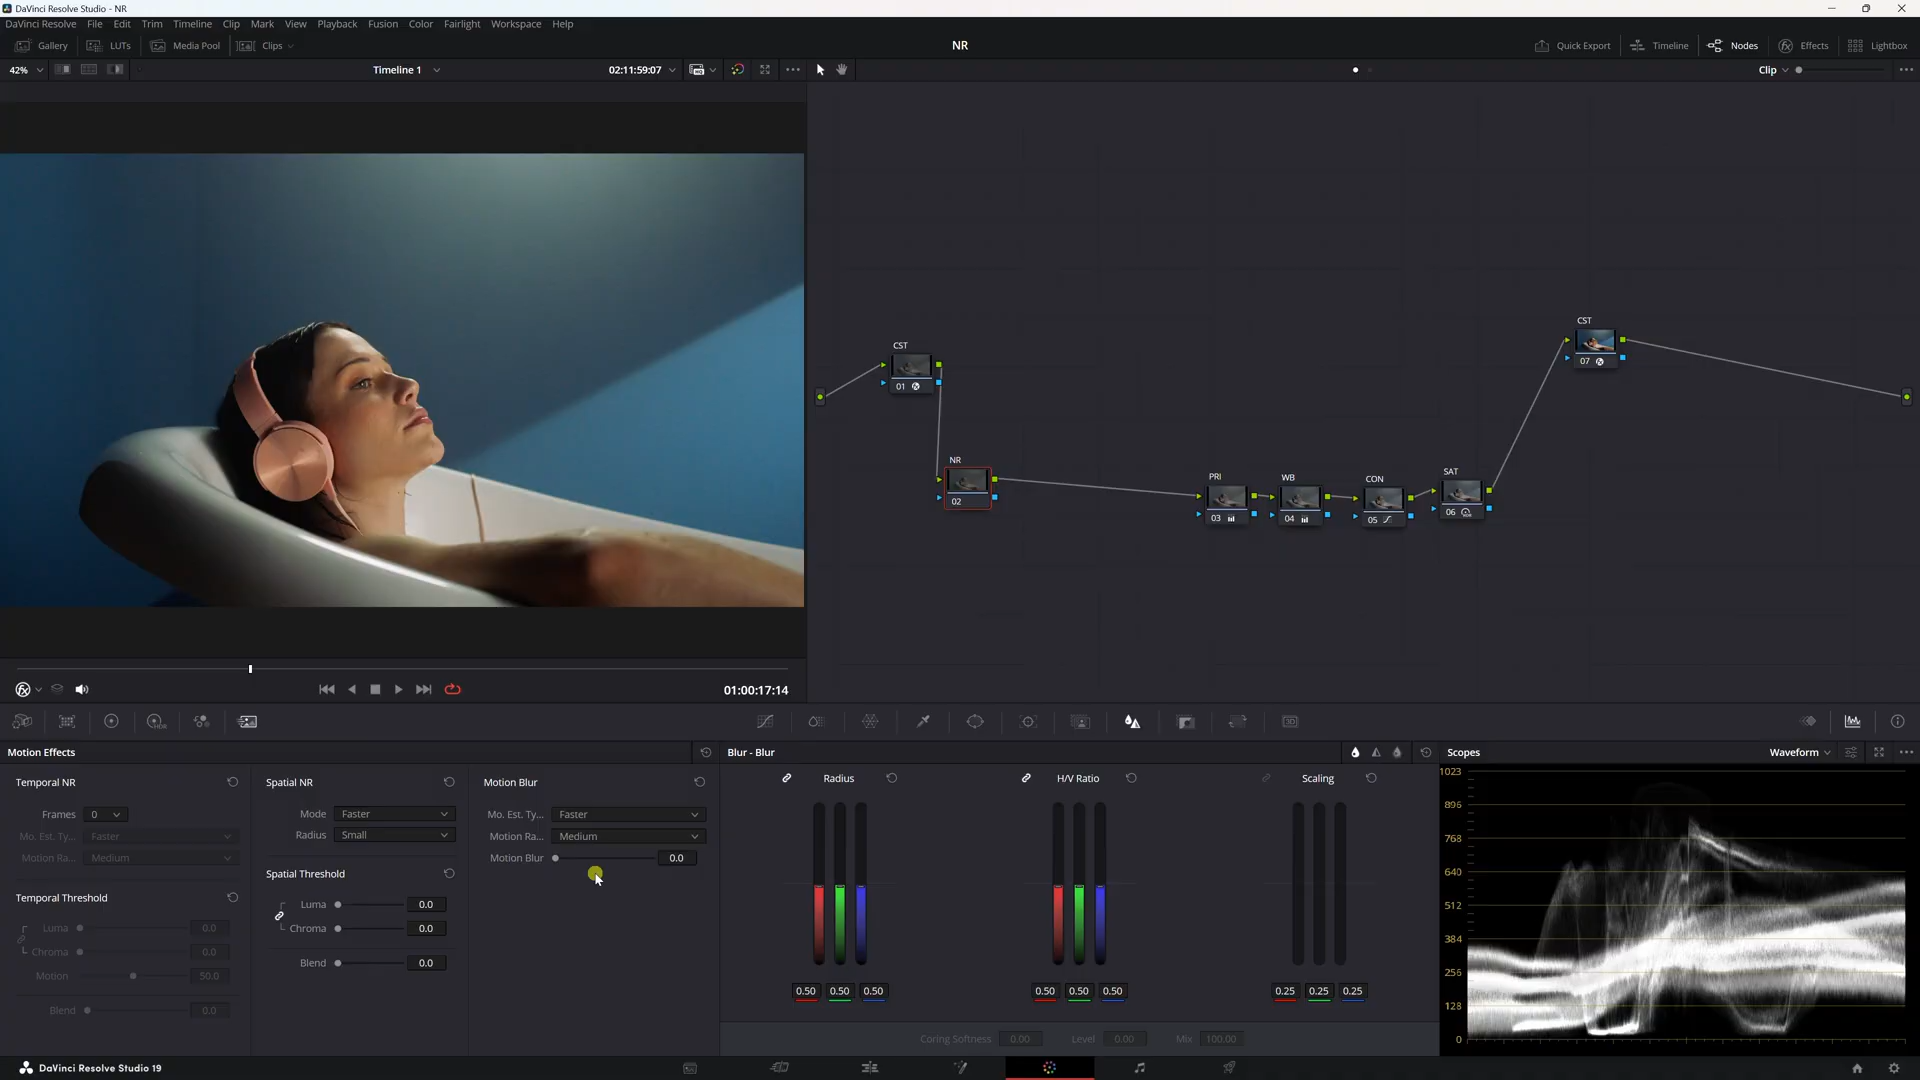 DaVinci Resolve Studio - NR
DaVinci Resolve File Edit Trim Timeline Clip Mark View Playback Fusion Color Fairlight Workspace Help
Gallery LUTs Media Pool Clips NR Quick Export Timeline Nodes Effects Lightbox
42% Timeline 1 02:11:59:07 Clip
CST
07
CST
01
NR
02
PRI
03
WB
04
CON
05
SAT
06
HDR
01:00:17:14
HDR
3D
Motion Effects Blur - Blur Scopes Waveform
Temporal NR Spatial NR Motion Blur Radius H/V Ratio Scaling
Frames 0 Mode Faster Mo. Est. Ty... Faster
Mo. Est. Ty... Faster Radius Small Motion Ra... Medium
Motion Ra... Medium Motion Blur 0.0
Spatial Threshold
Temporal Threshold
Luma 0.0
Luma 0.0 Chroma 0.0
Chroma 0.0
Blend 0.0
Motion 50.0
Blend 0.0
0.50 0.50 0.50 0.50 0.50 0.50 0.25 0.25 0.25
Coring Softness 0.00 Level 0.00 Mix 100.00
1023
896
768
640
512
384
256
128
0
DaVinci Resolve Studio 19